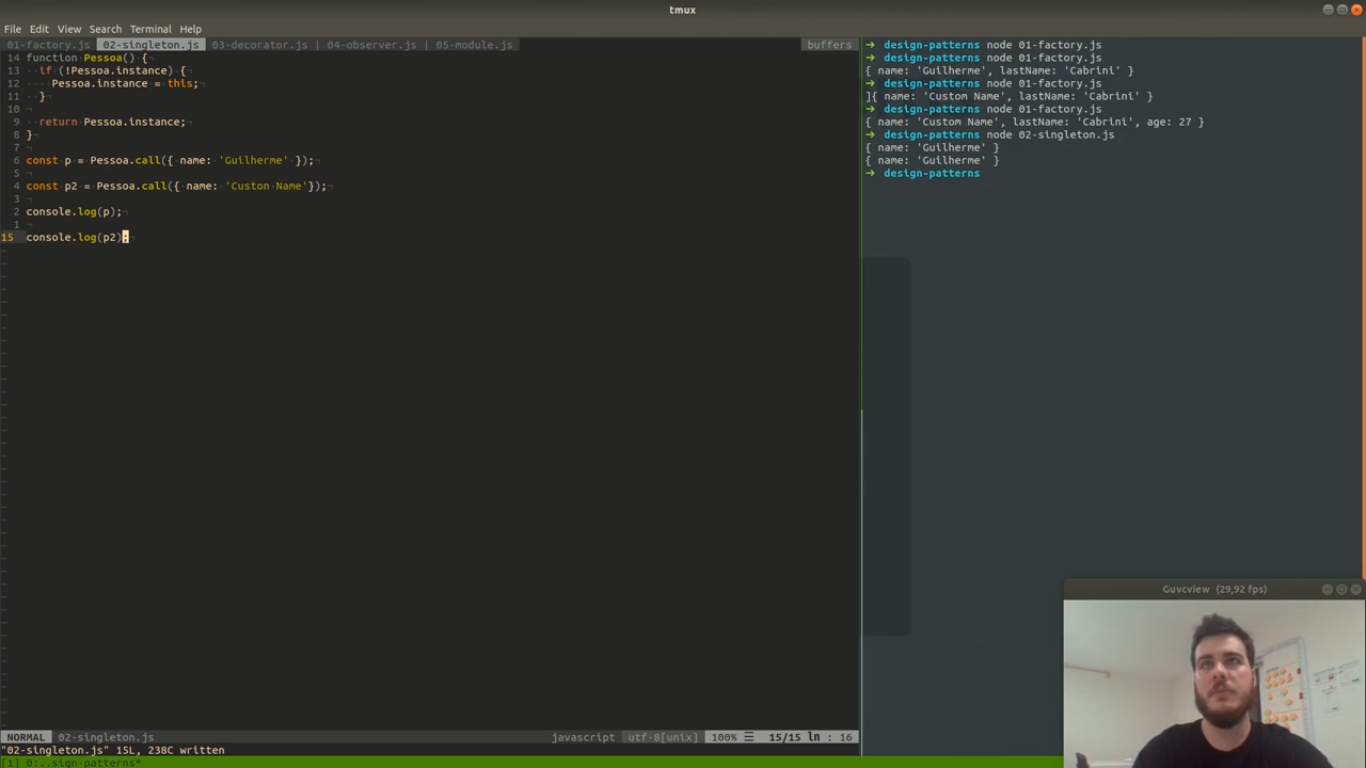 tmux
File Edit View Search Terminal Help
01-factory.js 02-singleton.js 03-decorator.js | 04-observer.js | 05-module.js buffers
14 function Pessoa() {
13 if (!Pessoa.instance) {
12 Pessoa.instance = this;
11 }
10
9 return Pessoa.instance;
8 }
7
6 const p = Pessoa.call({ name: 'Guilherme' });
5
4 const p2 = Pessoa.call({ name: 'Custon Name'});
3
2 console.log(p);
1
15 console.log(p2);
NORMAL 02-singleton.js javascript utf-8[unix] 100% ☰ 15/15 ln : 16
"02-singleton.js" 15L, 238C written
[1] 0:..sign-patterns*
→ design-patterns node 01-factory.js
→ design-patterns node 01-factory.js
{ name: 'Guilherme', lastName: 'Cabrini' }
→ design-patterns node 01-factory.js
]{ name: 'Custom Name', lastName: 'Cabrini' }
→ design-patterns node 01-factory.js
{ name: 'Custom Name', lastName: 'Cabrini', age: 27 }
→ design-patterns node 02-singleton.js
{ name: 'Guilherme' }
{ name: 'Guilherme' }
→ design-patterns
Guvcview (29,92 fps)